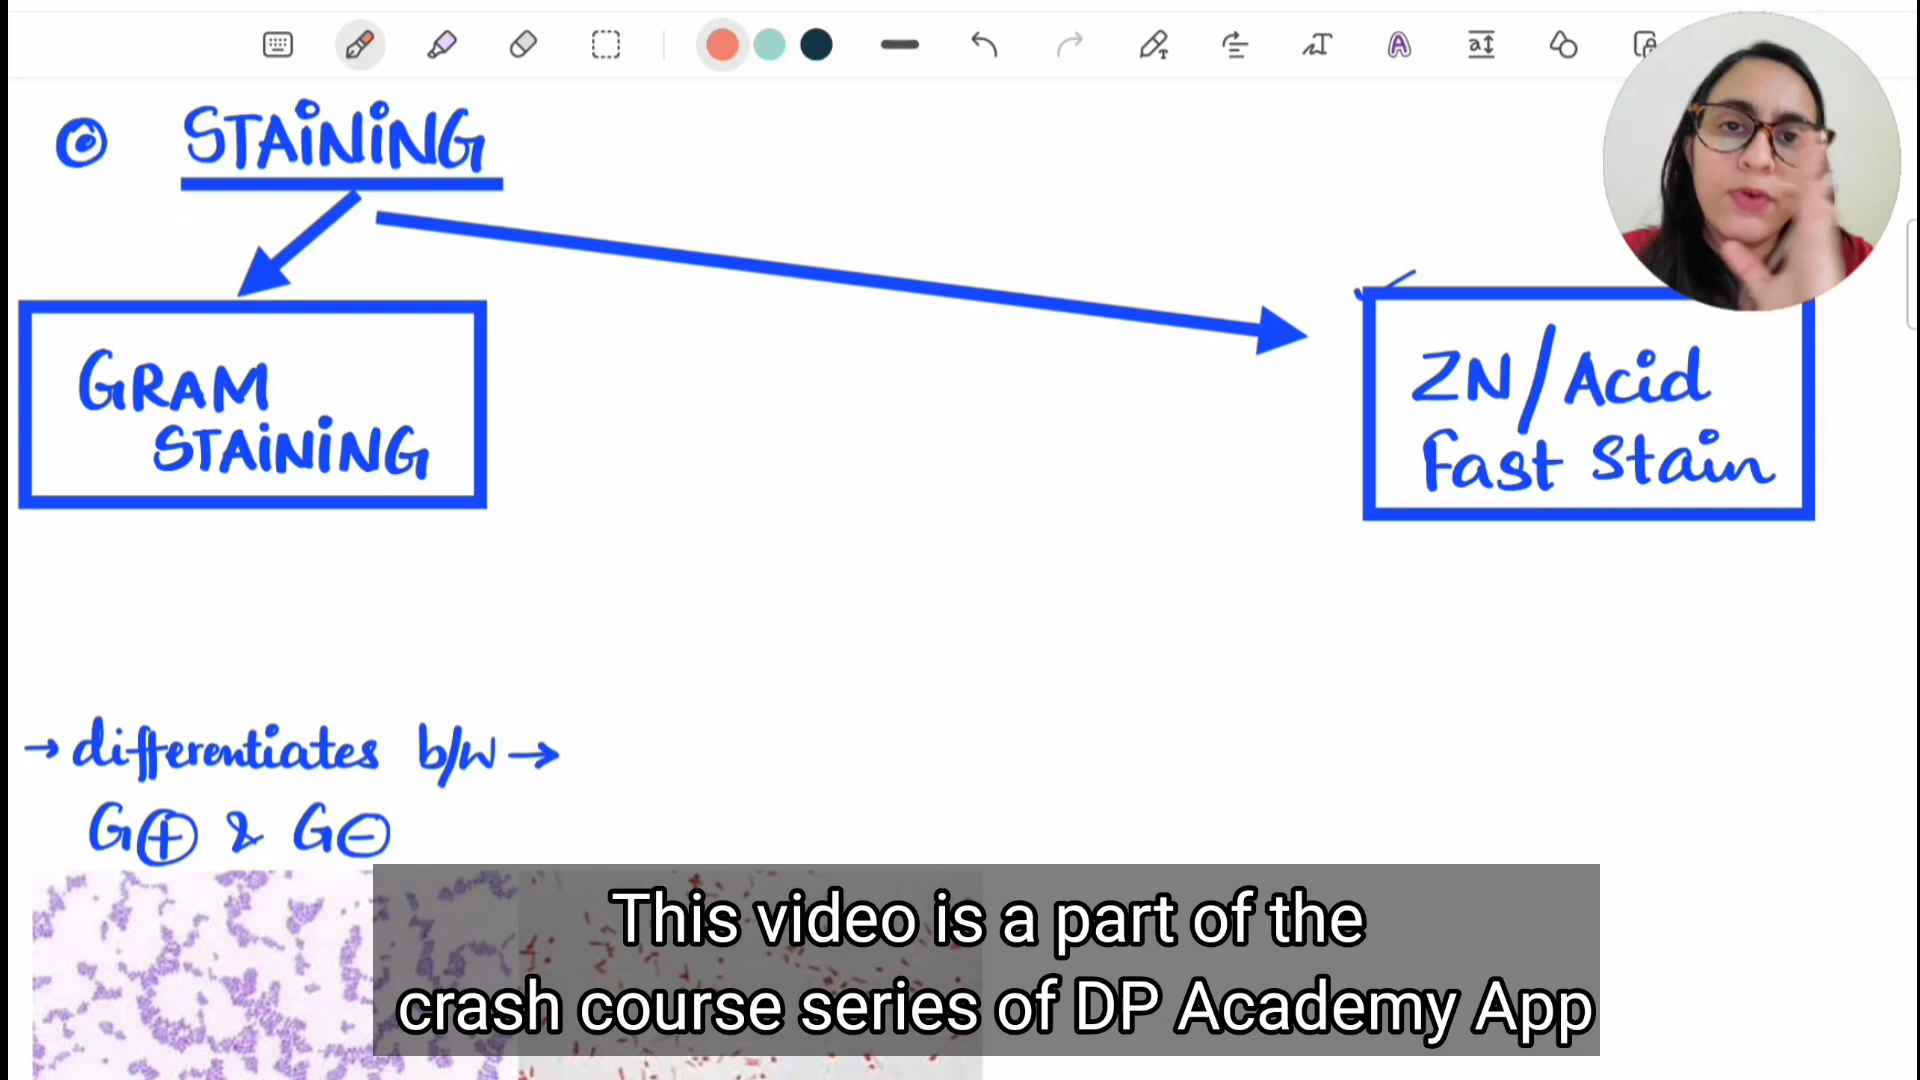 STAiNiNG
GRAM
STAiNiNG
ZN/Acid
Fast Stain
→ differentiates b/w →
G⊕ & G⊖
This video is a part of the
crash course series of DP Academy App